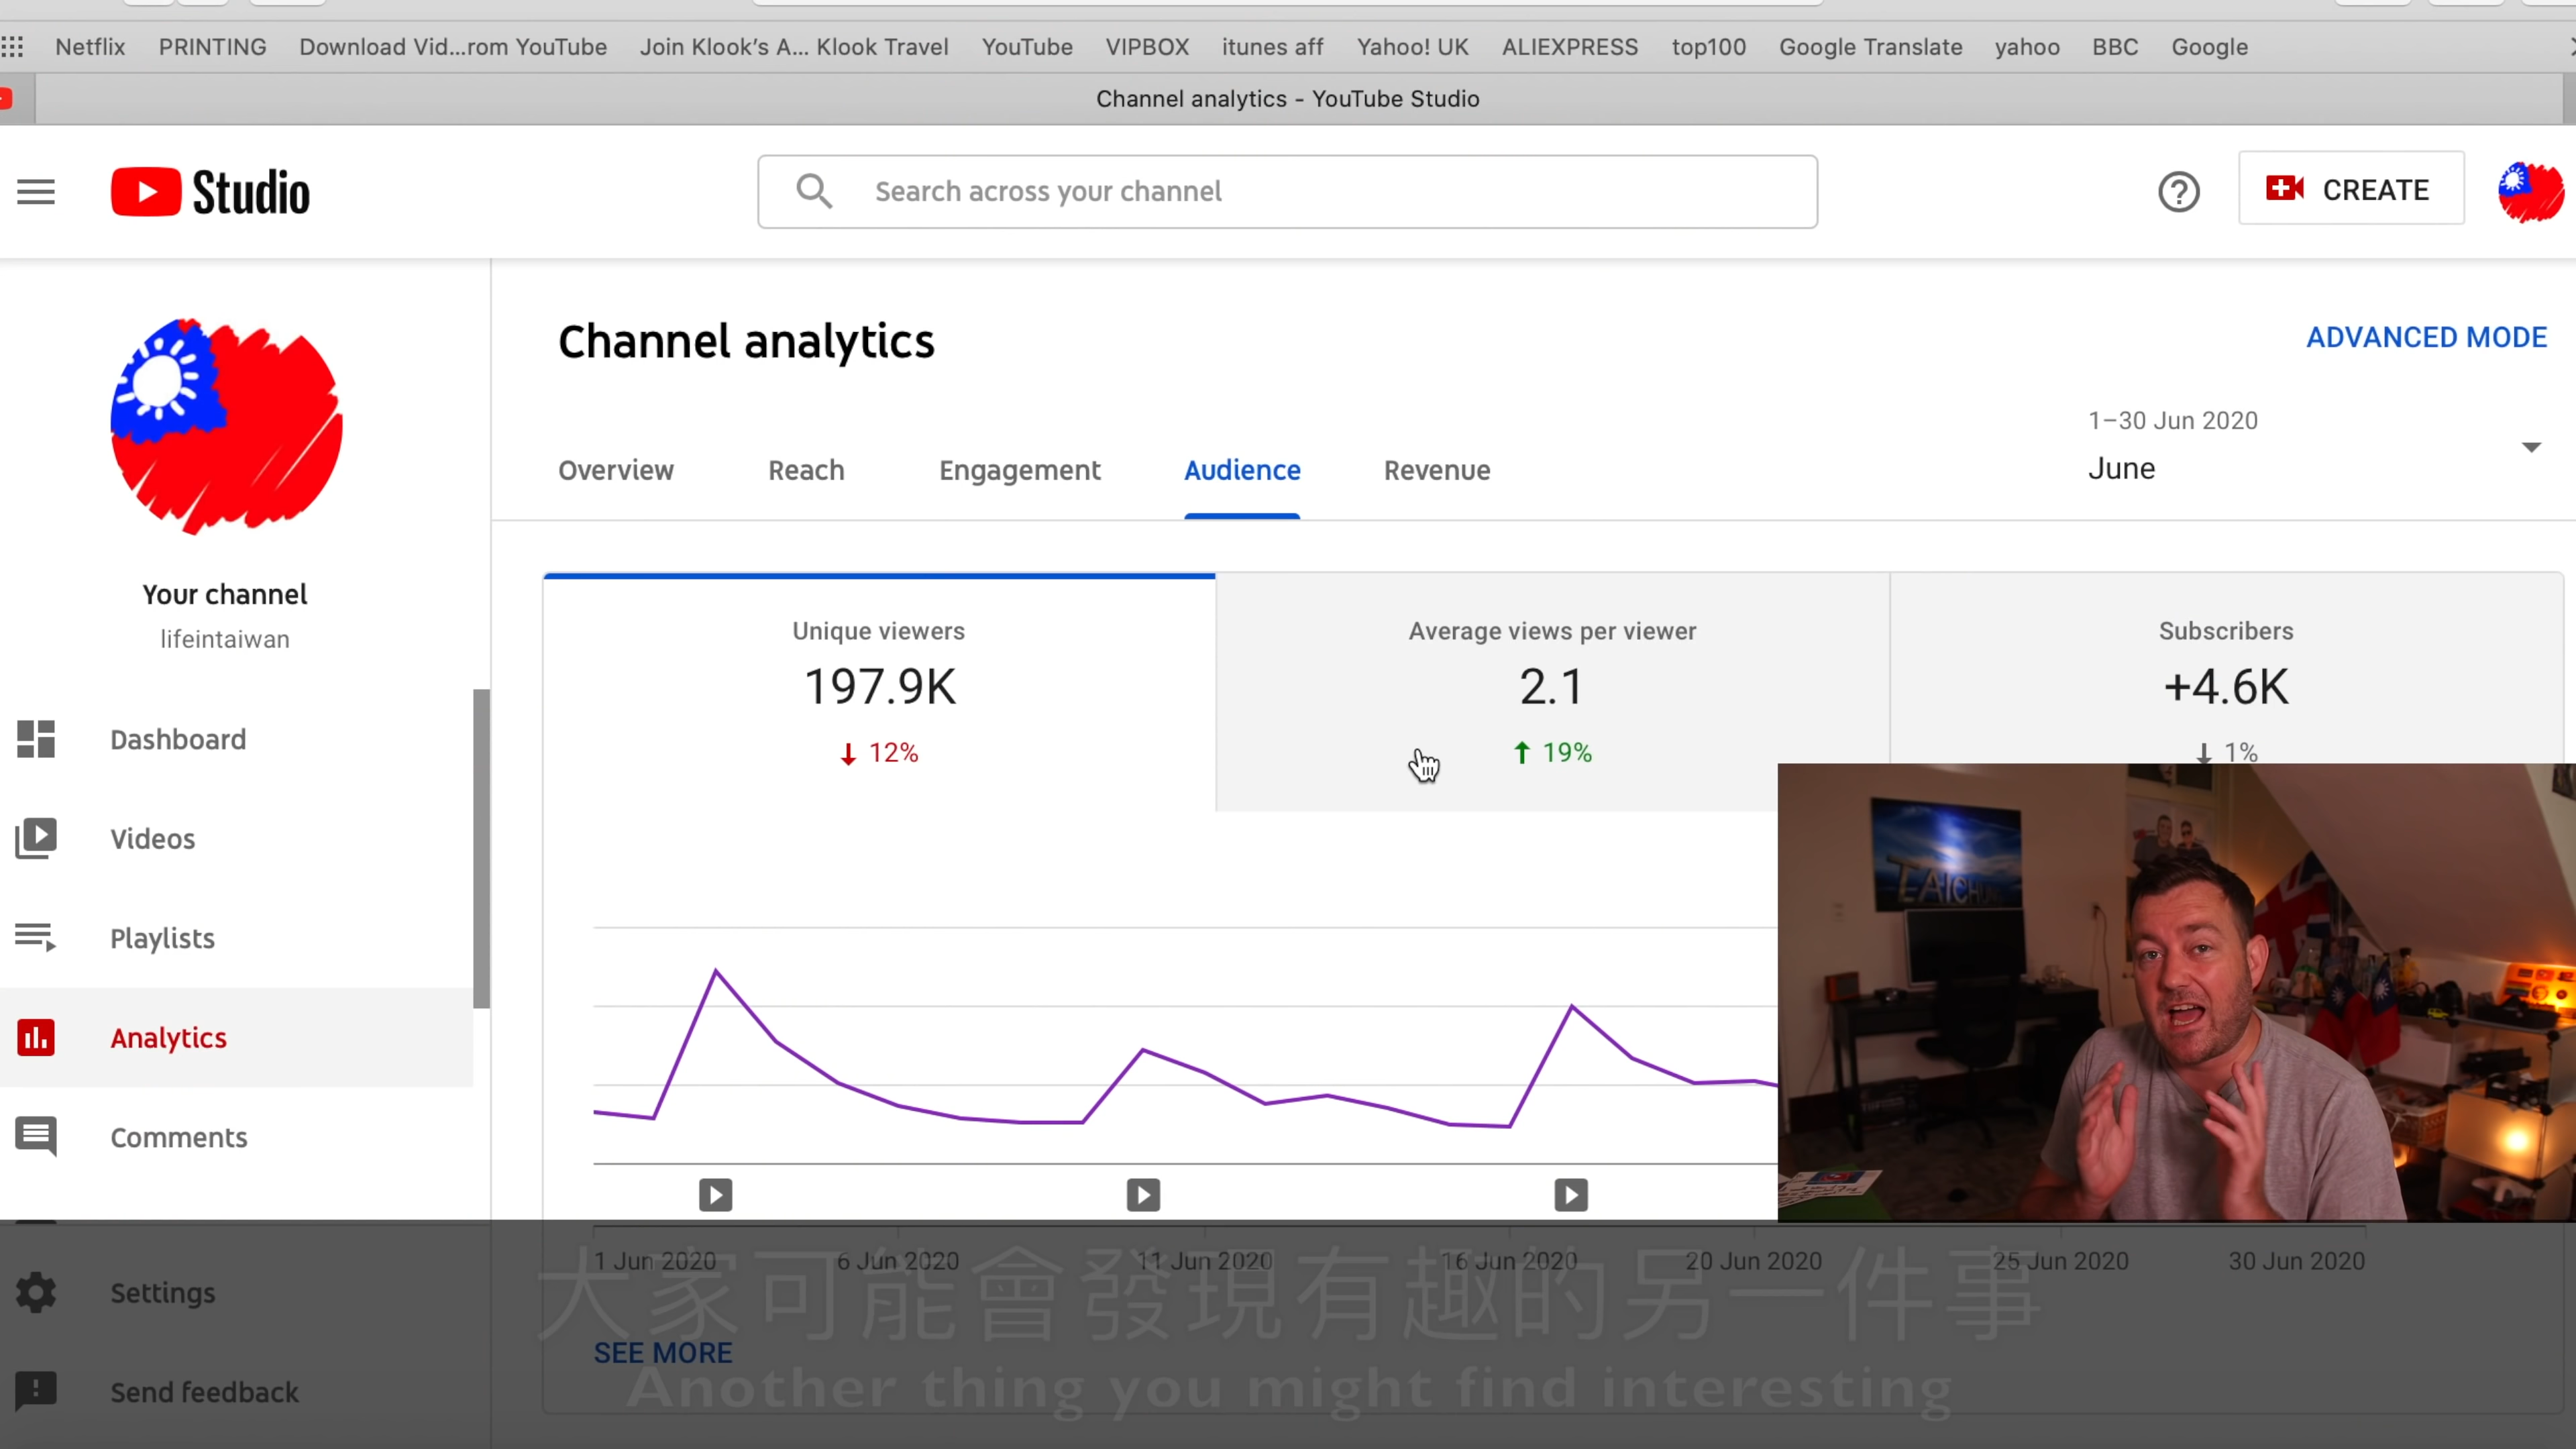 Netflix PRINTING Download Vid...rom YouTube Join Klook's A... Klook Travel YouTube VIPBOX itunes aff Yahoo! UK ALIEXPRESS top100 Google Translate yahoo BBC Google
Channel analytics - YouTube Studio
Studio
Search across your channel
CREATE
Channel analytics
ADVANCED MODE
1–30 Jun 2020
June
Overview Reach Engagement Audience Revenue
Your channel
lifeintaiwan
Unique viewers
197.9K
12%
Average views per viewer
2.1
19%
Subscribers
+4.6K
1%
Dashboard
Videos
Playlists
Analytics
Comments
Settings
Send feedback
1 Jun 2020 6 Jun 2020 11 Jun 2020 16 Jun 2020 20 Jun 2020 25 Jun 2020 30 Jun 2020
大家可能會發現有趣的另一件事
SEE MORE
Another thing you might find interesting